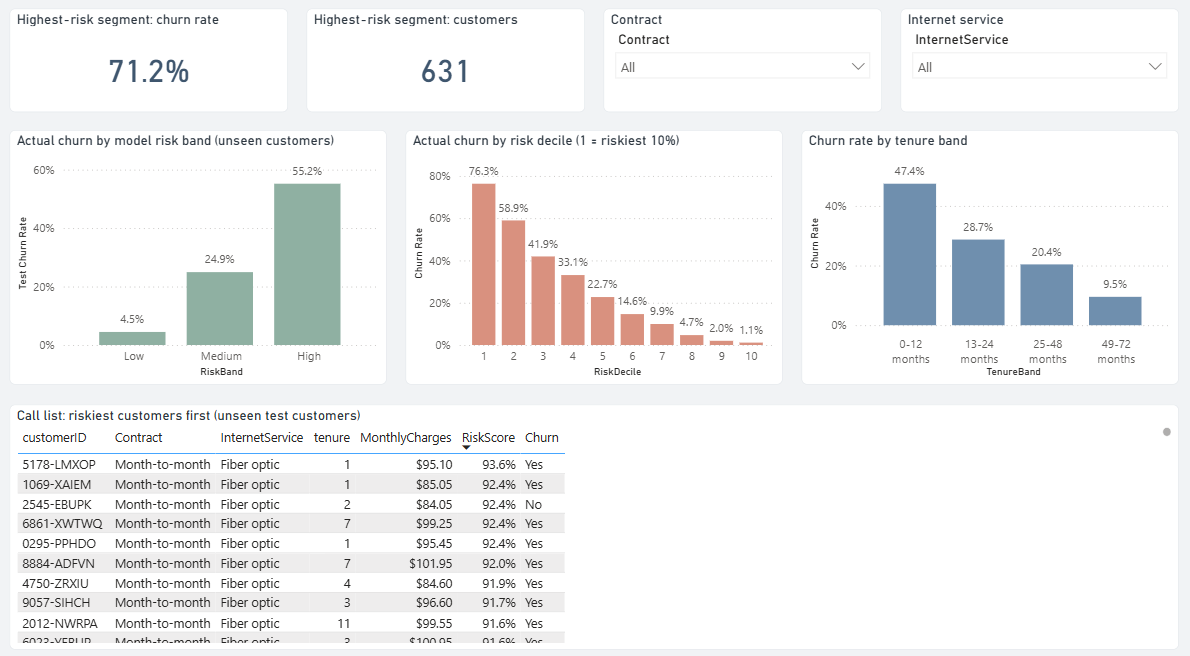 Highest-risk segment: churn rate
71.2%
Highest-risk segment: customers
631
Contract
Contract
All
Internet service
InternetService
All
Actual churn by model risk band (unseen customers)
Test Churn Rate
60%
40%
20%
0%
4.5%
24.9%
55.2%
Low Medium High
RiskBand
Actual churn by risk decile (1 = riskiest 10%)
Churn Rate
80%
60%
40%
20%
0%
76.3%
58.9%
41.9%
33.1%
22.7%
14.6%
9.9%
4.7%
2.0%
1.1%
1 2 3 4 5 6 7 8 9 10
RiskDecile
Churn rate by tenure band
Churn Rate
40%
20%
0%
47.4%
28.7%
20.4%
9.5%
0-12 13-24 25-48 49-72
months months months months
TenureBand
Call list: riskiest customers first (unseen test customers)
customerID Contract InternetService tenure MonthlyCharges RiskScore Churn
5178-LMXOP Month-to-month Fiber optic 1 $95.10 93.6% Yes
1069-XAIEM Month-to-month Fiber optic 1 $85.05 92.4% Yes
2545-EBUPK Month-to-month Fiber optic 2 $84.05 92.4% No
6861-XWTWQ Month-to-month Fiber optic 7 $99.25 92.4% Yes
0295-PPHDO Month-to-month Fiber optic 1 $95.45 92.4% Yes
8884-ADFVN Month-to-month Fiber optic 7 $101.95 92.0% Yes
4750-ZRXIU Month-to-month Fiber optic 4 $84.60 91.9% Yes
9057-SIHCH Month-to-month Fiber optic 3 $96.60 91.7% Yes
2012-NWRPA Month-to-month Fiber optic 11 $99.55 91.6% Yes
Month-to-month Fiber optic $100.95 91.6% Yes